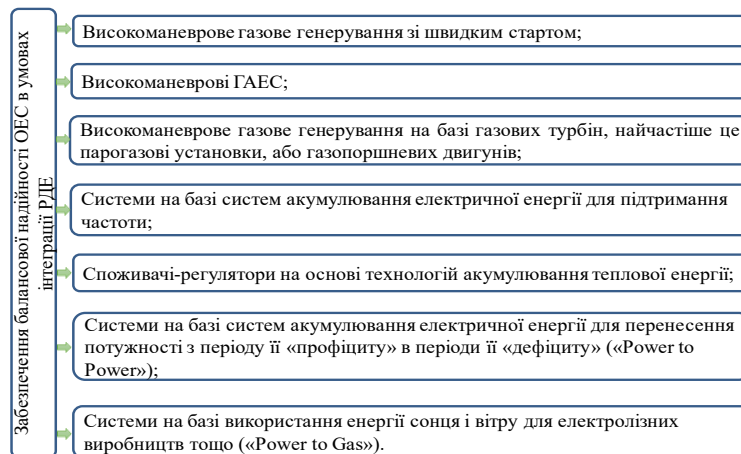 Забезпечення балансової надійності ОЕС в умовах
інтеграції РДЕ
Високоманеврове газове генерування зі швидким стартом;
Високоманеврові ГАЕС;
Високоманеврове газове генерування на базі газових турбін, найчастіше це
парогазові установки, або газопоршневих двигунів;
Системи на базі систем акумулювання електричної енергії для підтримання
частоти;
Споживачі-регулятори на основі технологій акумулювання теплової енергії;
Системи на базі систем акумулювання електричної енергії для перенесення
потужності з періоду її «профіциту» в періоди її «дефіциту» («Power to
Power»);
Системи на базі використання енергії сонця і вітру для електролізних
виробництв тощо («Power to Gas»).